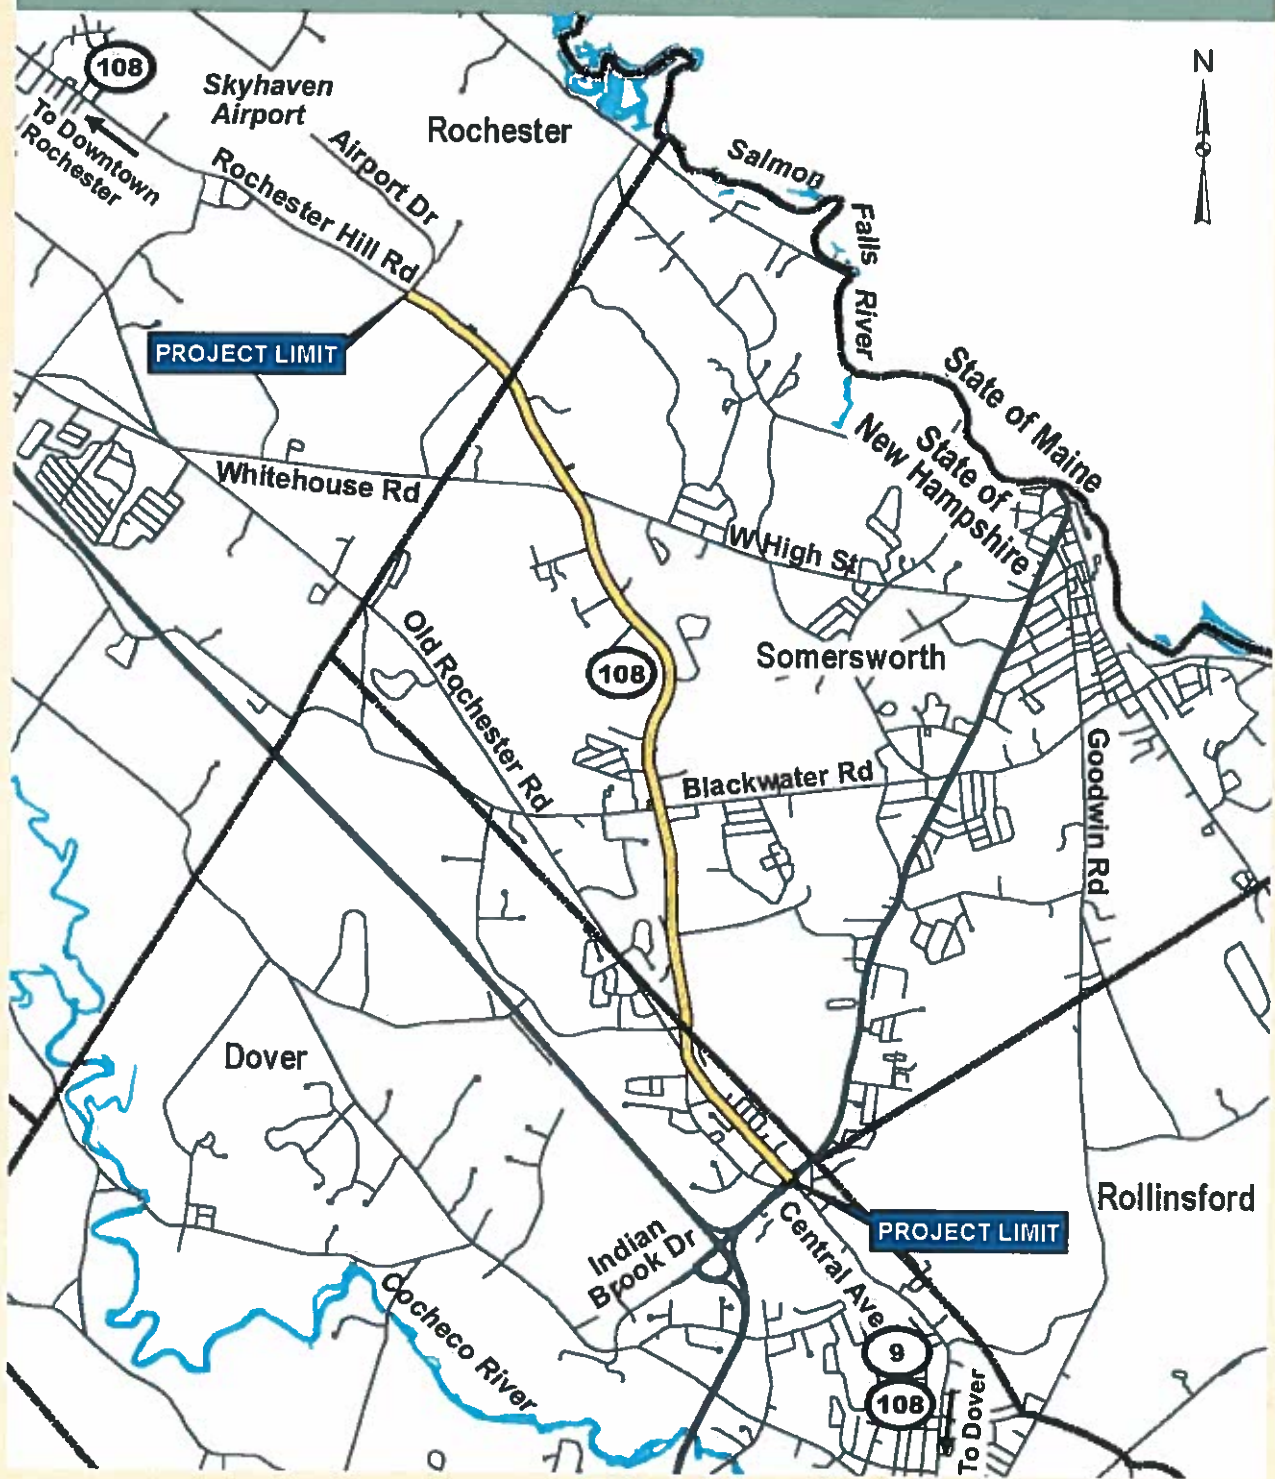 108
Skyhaven
Airport
To Downtown
Rochester
Rochester
N
Airport Dr
Rochester Hill Rd
Salmon
Falls
River
PROJECT LIMIT
State of Maine
State of
New Hampshire
Whitehouse Rd
W High St
Old Rochester Rd
108
Somersworth
Blackwater Rd
Goodwin Rd
Dover
Rollinsford
PROJECT LIMIT
Indian
Brook Dr
Central Ave
Cocheco River
9
108
To Dover